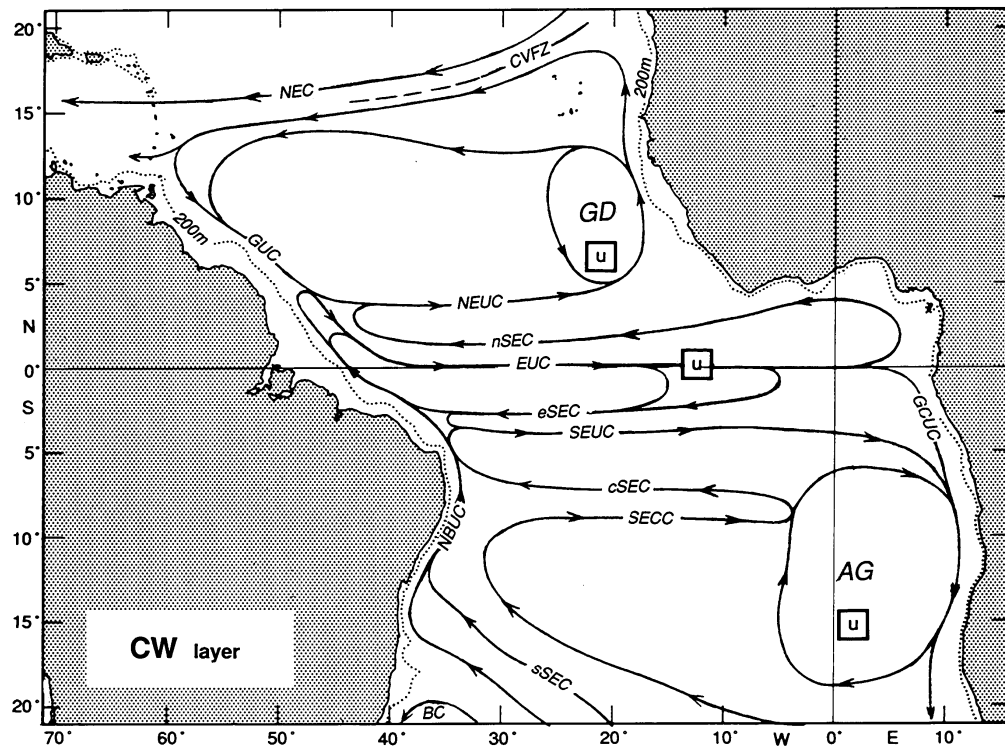 20°
15°
10°
5°
N
0°
S
5°
10°
15°
20°
70°
60°
50°
40°
30°
20°
10°
W
0°
E
10°
NEC
CVFZ
200m
200m
GD
u
GUC
NEUC
nSEC
EUC
u
eSEC
SEUC
GCUC
cSEC
SECC
NBUC
AG
u
sSEC
BC
CW layer